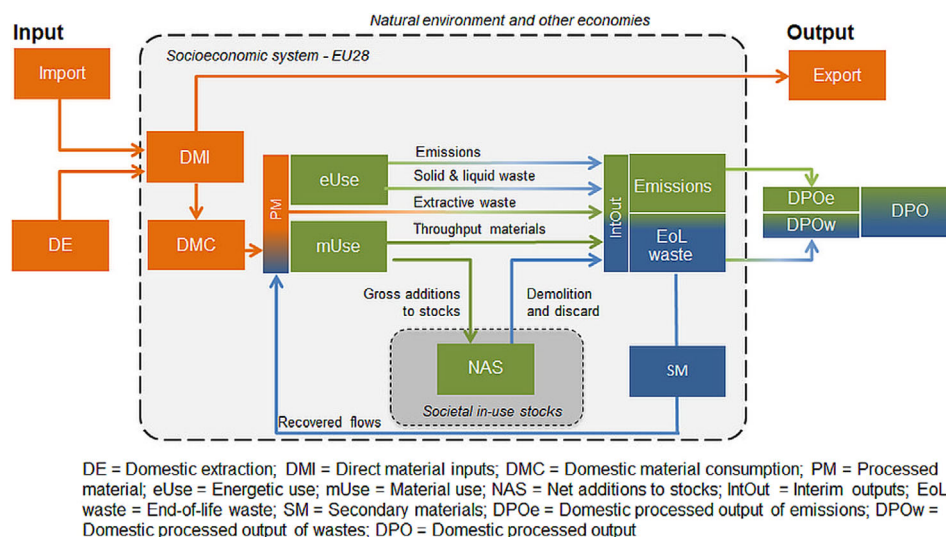 Natural environment and other economies
Input
Output
Socioeconomic system - EU28
Import
Export
DMI
Emissions
eUse
Solid & liquid waste
Emissions
DPOe
DPO
PM
Extractive waste
IntOut
DPOw
DE
DMC
mUse
Throughput materials
EoL
waste
Gross additions
to stocks
Demolition
and discard
NAS
SM
Societal in-use stocks
Recovered flows
DE = Domestic extraction; DMI = Direct material inputs; DMC = Domestic material consumption; PM = Processed
material; eUse = Energetic use; mUse = Material use; NAS = Net additions to stocks; IntOut = Interim outputs; EoL
waste = End-of-life waste; SM = Secondary materials; DPOe = Domestic processed output of emissions; DPOw =
Domestic processed output of wastes; DPO = Domestic processed output